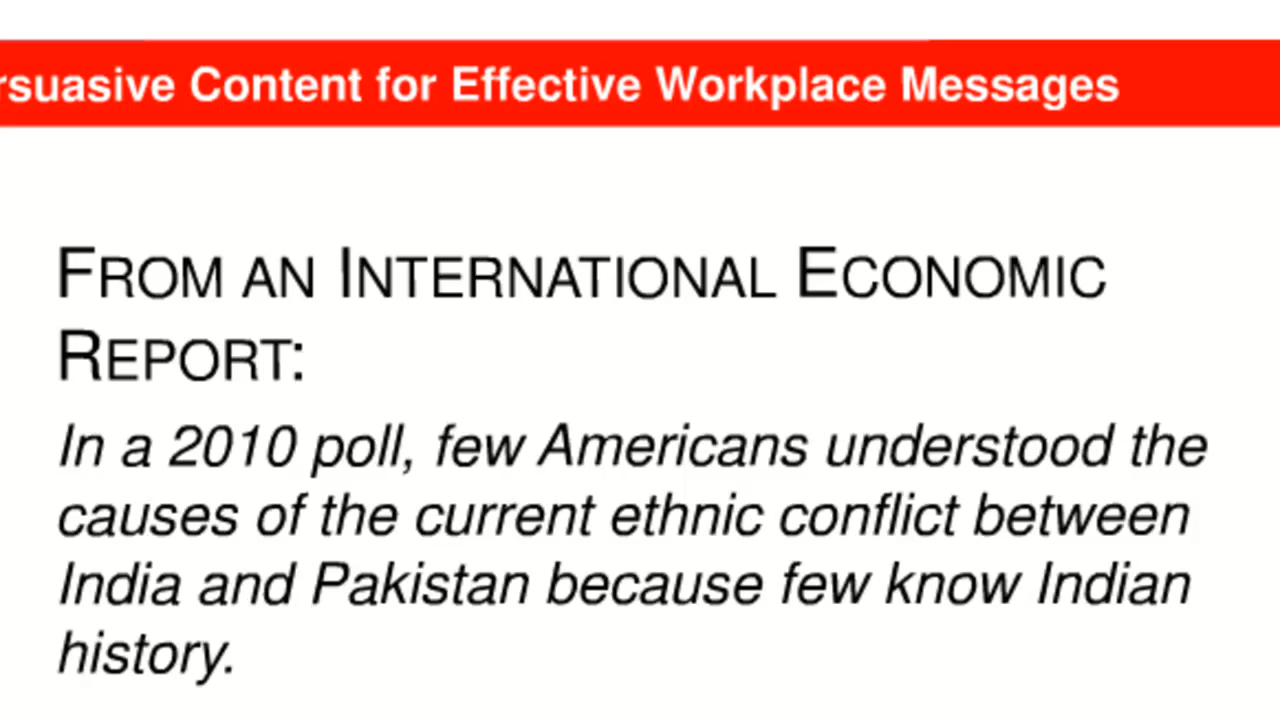 rsuasive Content for Effective Workplace Messages
FROM AN INTERNATIONAL ECONOMIC
REPORT:
In a 2010 poll, few Americans understood the
causes of the current ethnic conflict between
India and Pakistan because few know Indian
history.